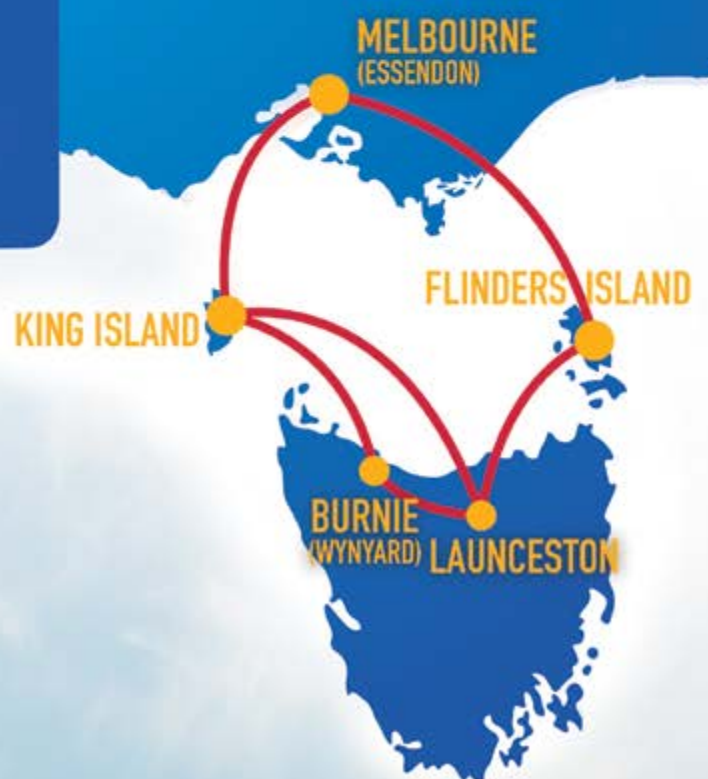 MELBOURNE
(ESSENDON)
FLINDERS ISLAND
KING ISLAND
BURNIE
(WYNYARD)
LAUNCESTON